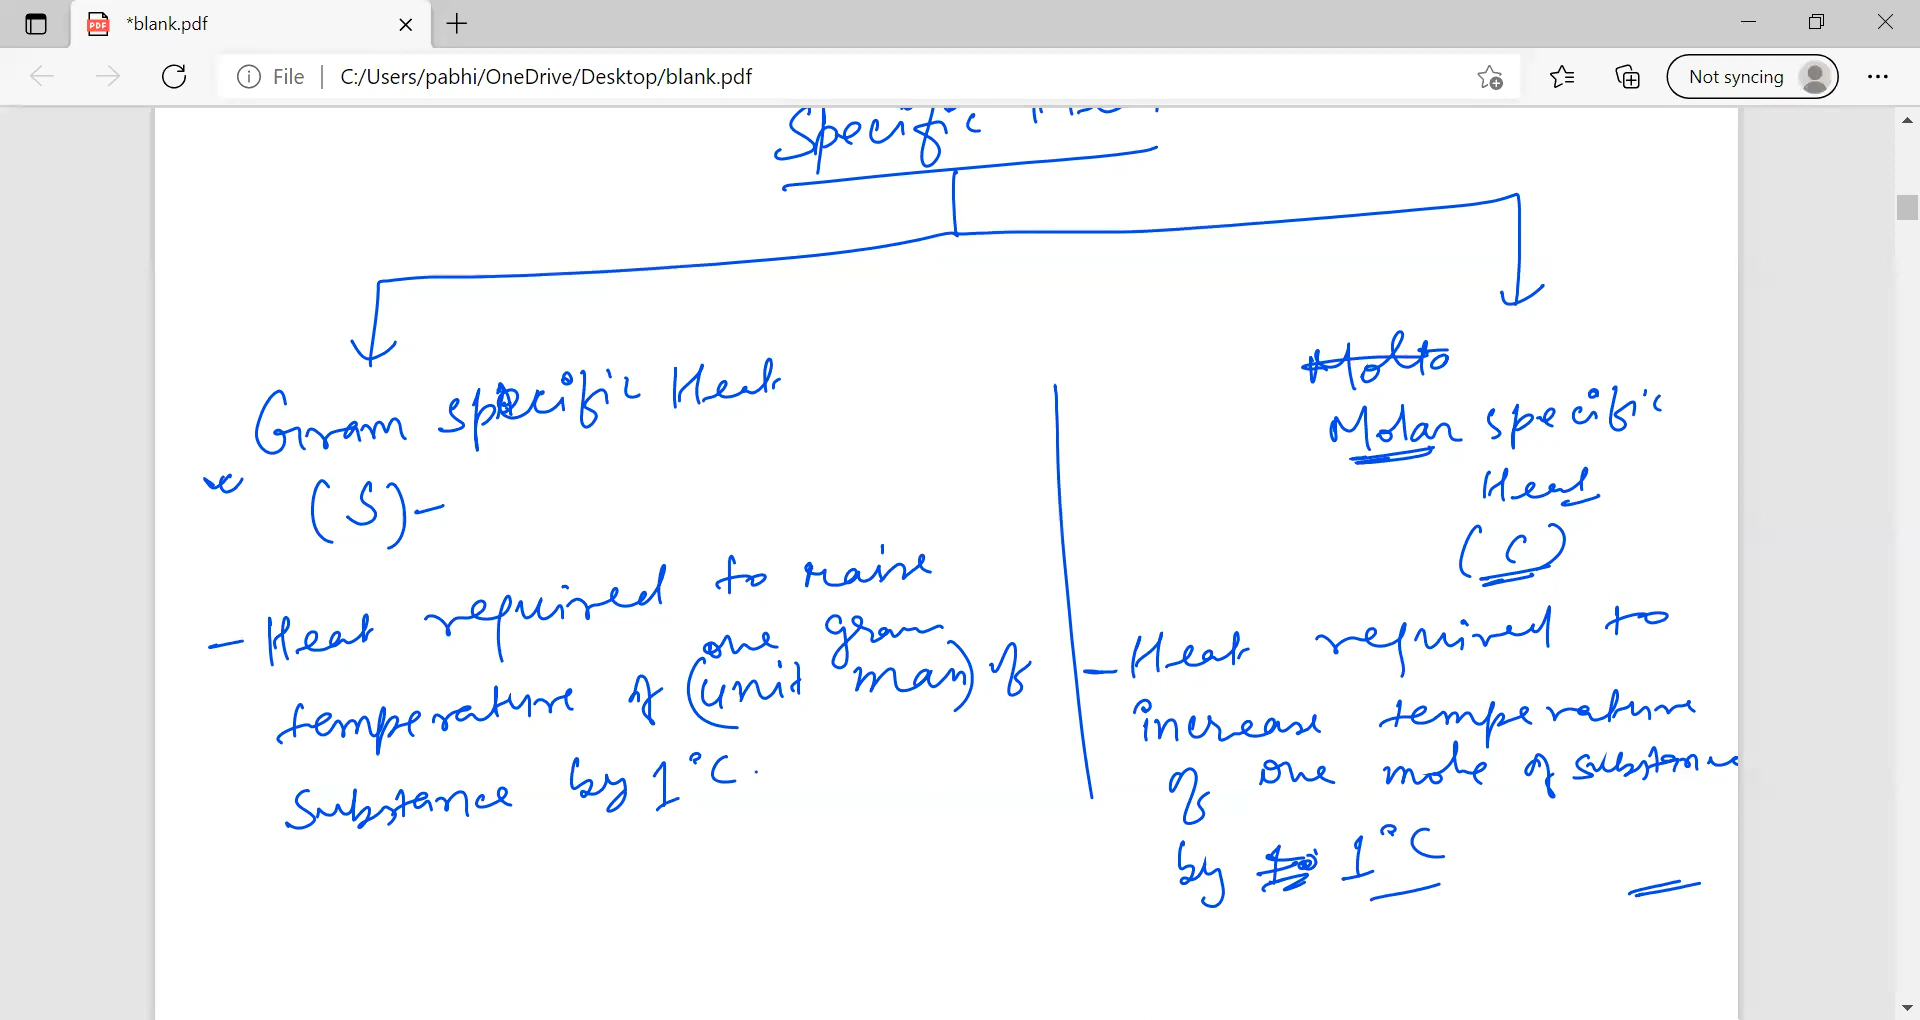 *blank.pdf
File | C:/Users/pabhi/OneDrive/Desktop/blank.pdf
Not syncing
Specific
Gram specific Heat
(S)-
- Heat required to raise
one gram
temperature of (unit mass) of
substance by 1°C.
Molar specific
Heat
(C)
- Heat required to
increase temperature
of one mole of substance
by 1°C